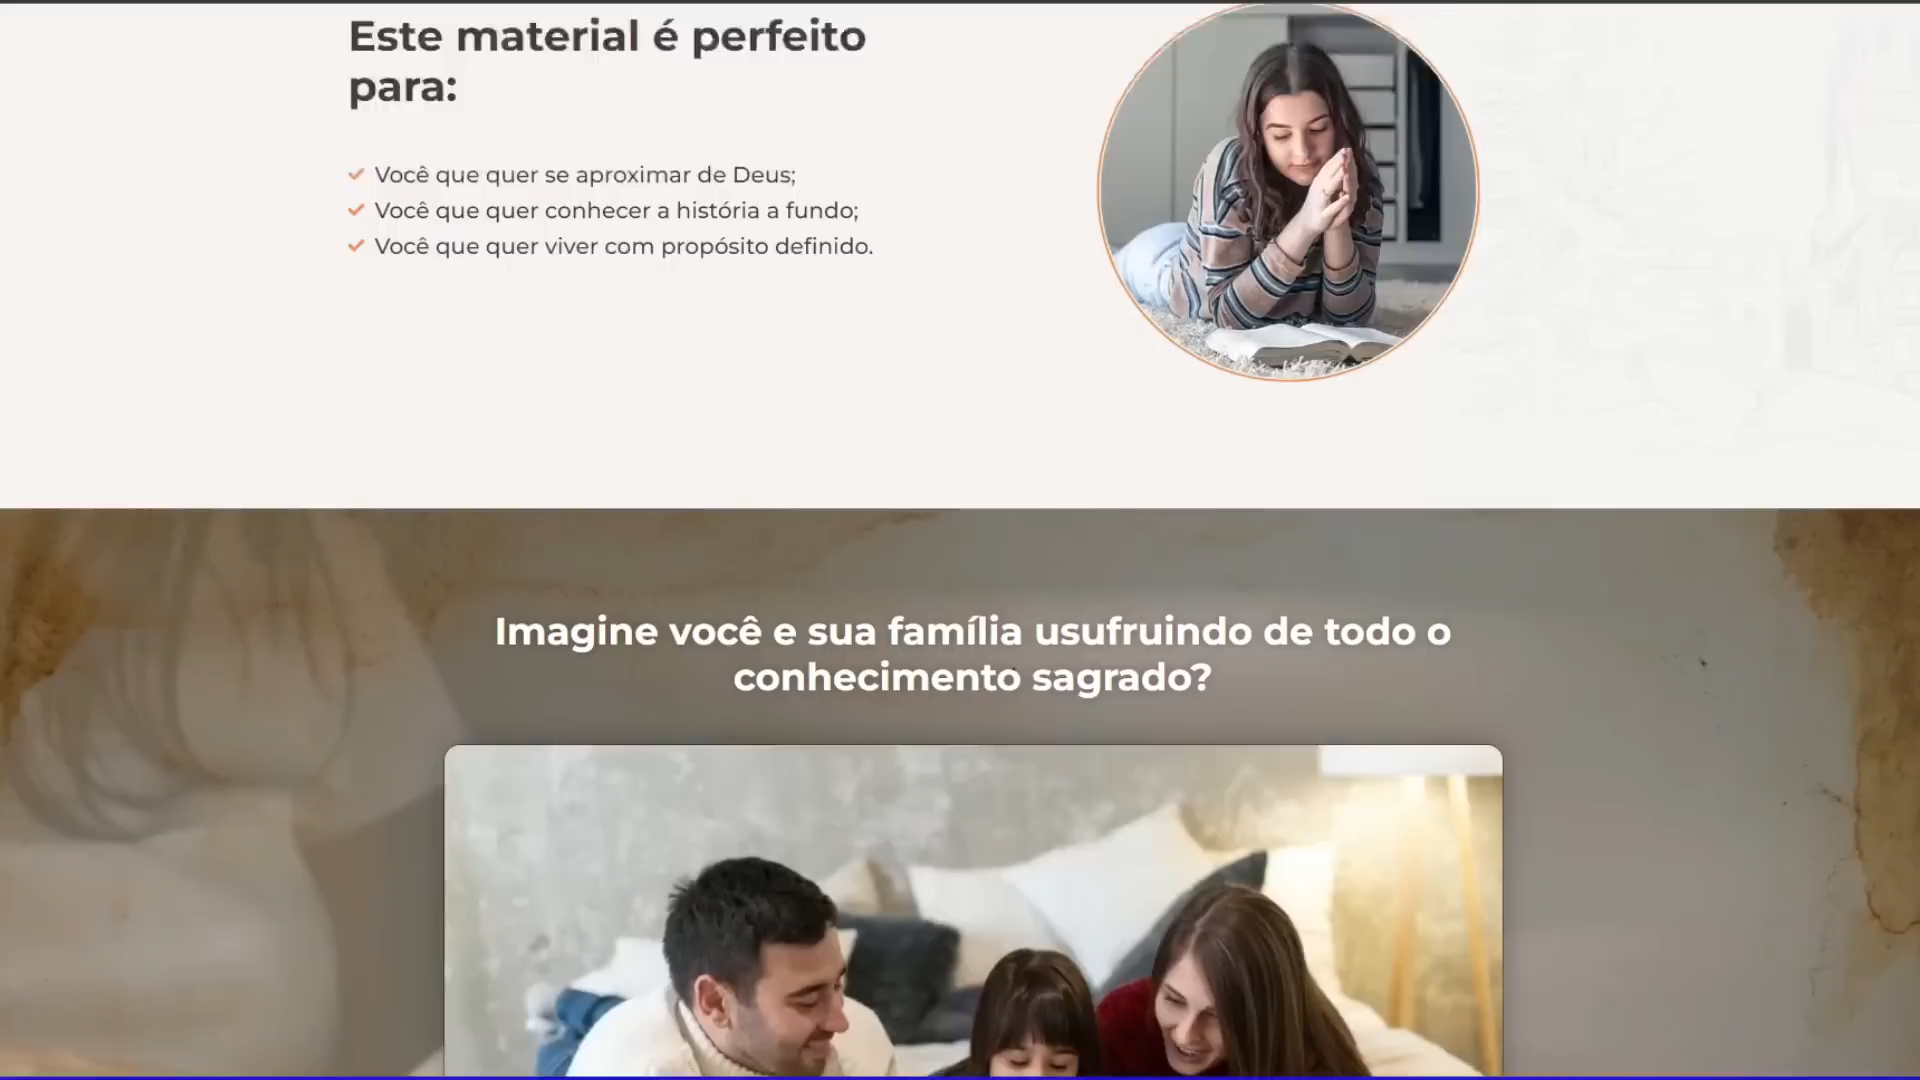 Este material é perfeito
para:
Você que quer se aproximar de Deus;
Você que quer conhecer a história a fundo;
Você que quer viver com propósito definido.
Imagine você e sua família usufruindo de todo o
conhecimento sagrado?